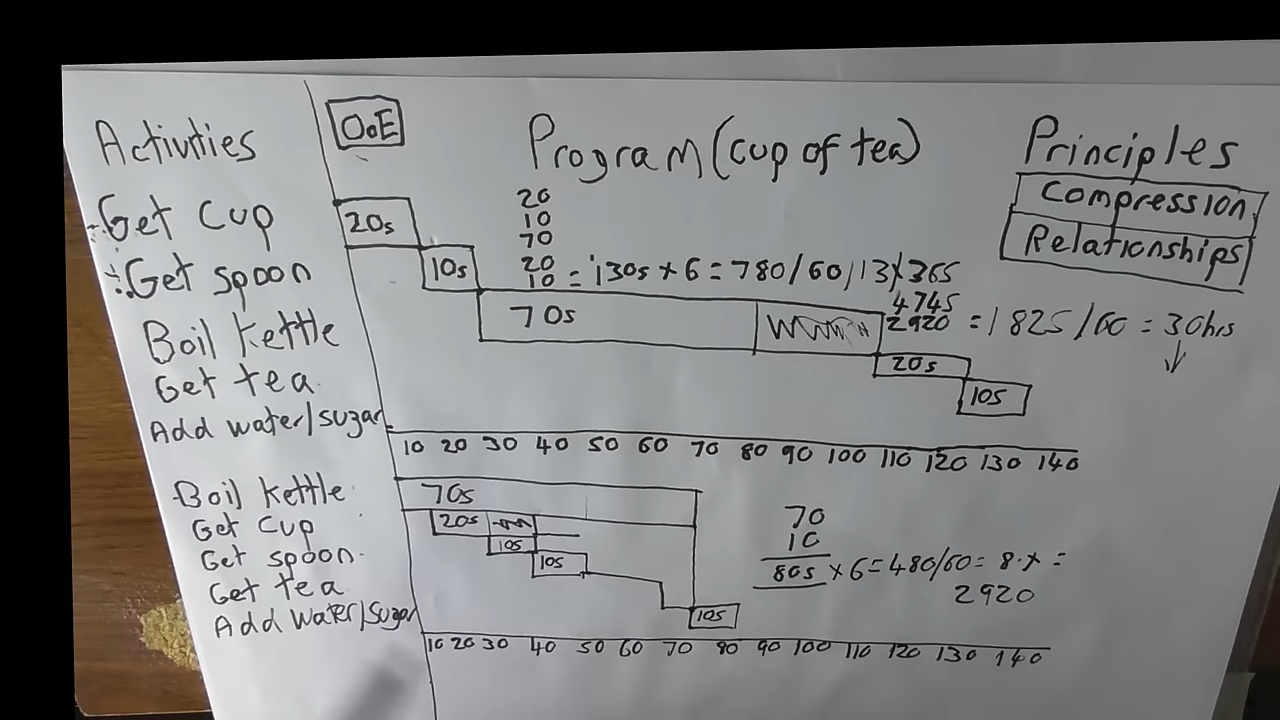 Activities
OoE
Program (cup of tea)
Principles
Compression
Relationships
Get Cup
20s
20
10
70
20
10 = 130s x 6 = 780/60/13 x 365
Get spoon
10s
4745
2920 = 1825/60 = 30hrs
Boil kettle
70s
Get tea
20s
Add water/sugar
10s
10 20 30 40 50 60 70 80 90 100 110 120 130 140
Boil kettle
70s
Get Cup
20s
Get spoon
10s
Get tea
10s
Add water/sugar
10s
70
10
80s x 6 = 480/60 = 8 · x =
2920
10 20 30 40 50 60 70 80 90 100 110 120 130 140